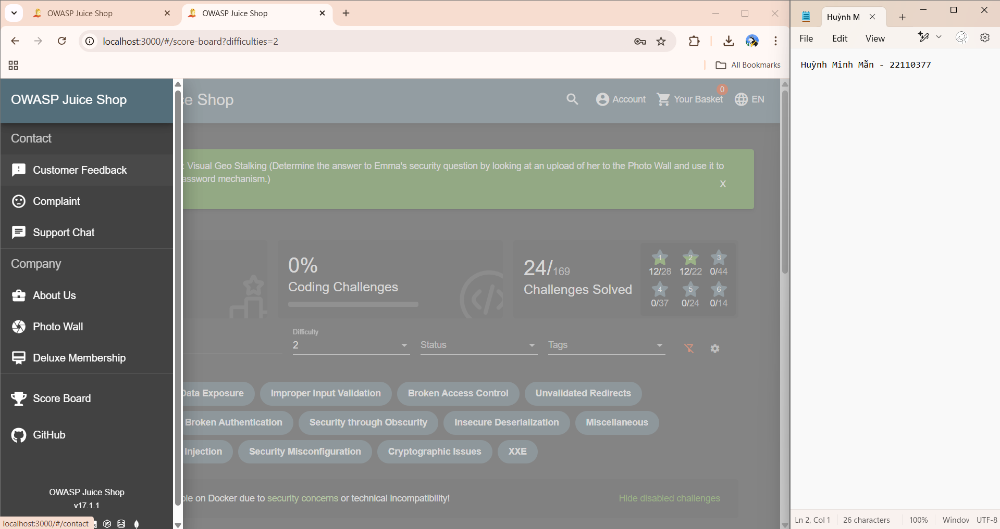 OWASP Juice Shop
OWASP Juice Shop
Huỳnh M
localhost:3000/#/score-board?difficulties=2
File Edit View
All Bookmarks
Huỳnh Minh Mẫn - 22110377
OWASP Juice Shop
ce Shop
Account
0
Your Basket
EN
Contact
Customer Feedback
Complaint
Support Chat
Company
About Us
Photo Wall
Deluxe Membership
Score Board
GitHub
OWASP Juice Shop
v17.1.1
localhost:3000/#/contact
: Visual Geo Stalking (Determine the answer to Emma's security question by looking at an upload of her to the Photo Wall and use it to
assword mechanism.)
X
0%
Coding Challenges
24/169
Challenges Solved
1 2 3
12/28 12/22 0/44
4 5 6
0/37 0/24 0/14
Difficulty
2
Status
Tags
Data Exposure
Improper Input Validation
Broken Access Control
Unvalidated Redirects
Broken Authentication
Security through Obscurity
Insecure Deserialization
Miscellaneous
Injection
Security Misconfiguration
Cryptographic Issues
XXE
ble on Docker due to security concerns or technical incompatibility!
Hide disabled challenges
Ln 2, Col 1
26 characters
100%
Window
UTF-8